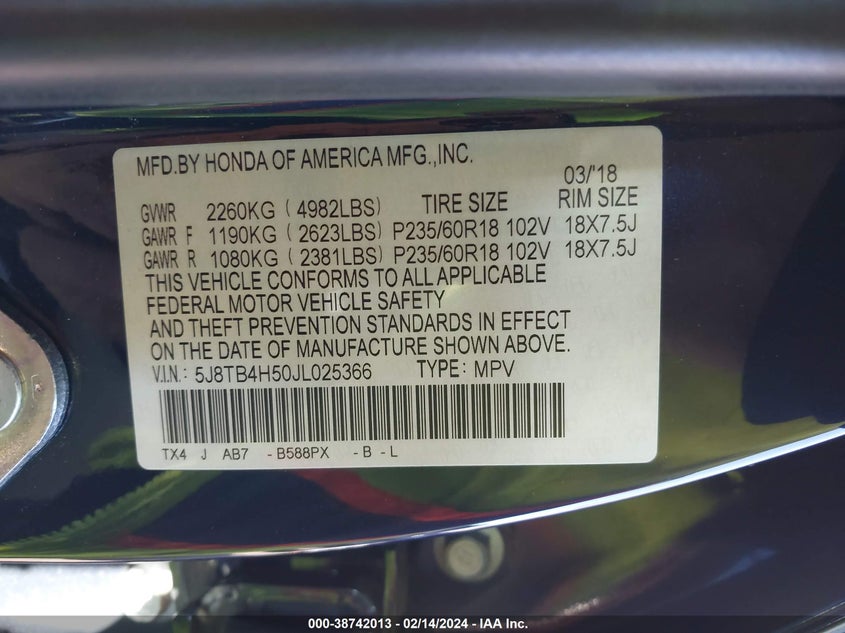 MFD.BY HONDA OF AMERICA MFG.,INC.
03/'18
GVWR 2260KG ( 4982LBS) TIRE SIZE RIM SIZE
GAWR F 1190KG ( 2623LBS) P235/60R18 102V 18X7.5J
GAWR R 1080KG ( 2381LBS) P235/60R18 102V 18X7.5J
THIS VEHICLE CONFORMS TO ALL APPLICABLE
FEDERAL MOTOR VEHICLE SAFETY
AND THEFT PREVENTION STANDARDS IN EFFECT
ON THE DATE OF MANUFACTURE SHOWN ABOVE.
V.I.N.: 5J8TB4H50JL025366 TYPE: MPV
TX4 J AB7 - B588PX - B - L
000-38742013 - 02/14/2024 - IAA Inc.